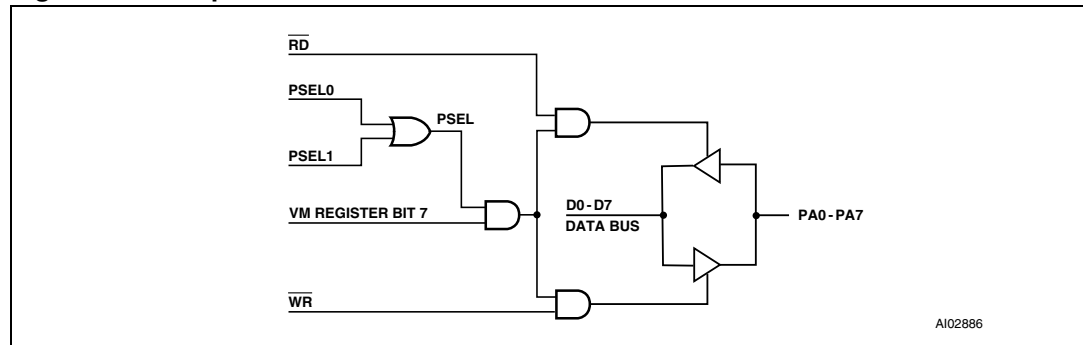 RD
PSEL0
PSEL
PSEL1
D0-D7
VM REGISTER BIT 7
PA0-PA7
DATA BUS
WR
AI02886